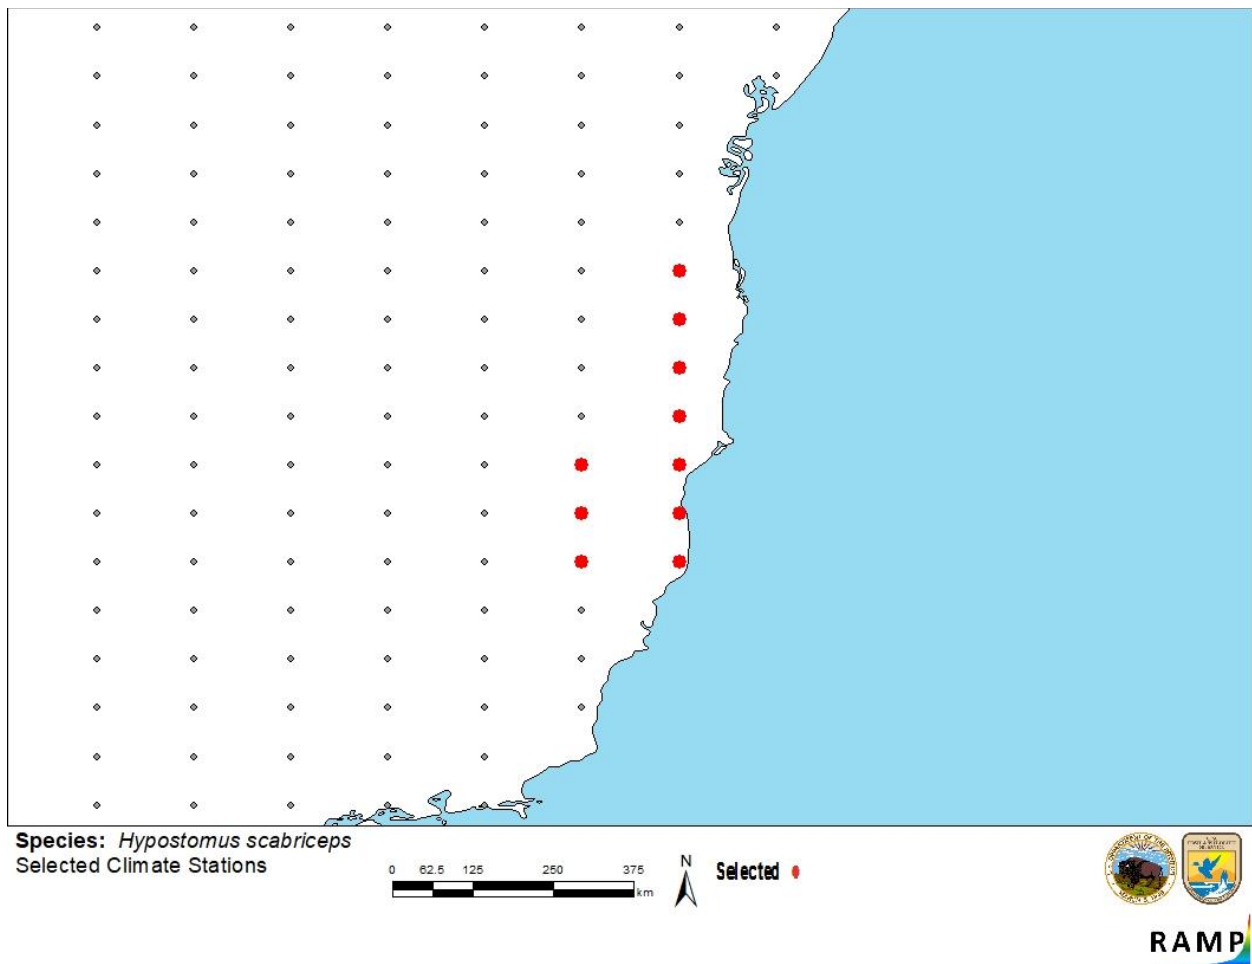 Species: Hypostomus scabriceps
Selected Climate Stations
0 62.5 125 250 375
km
N
Selected
RAMP